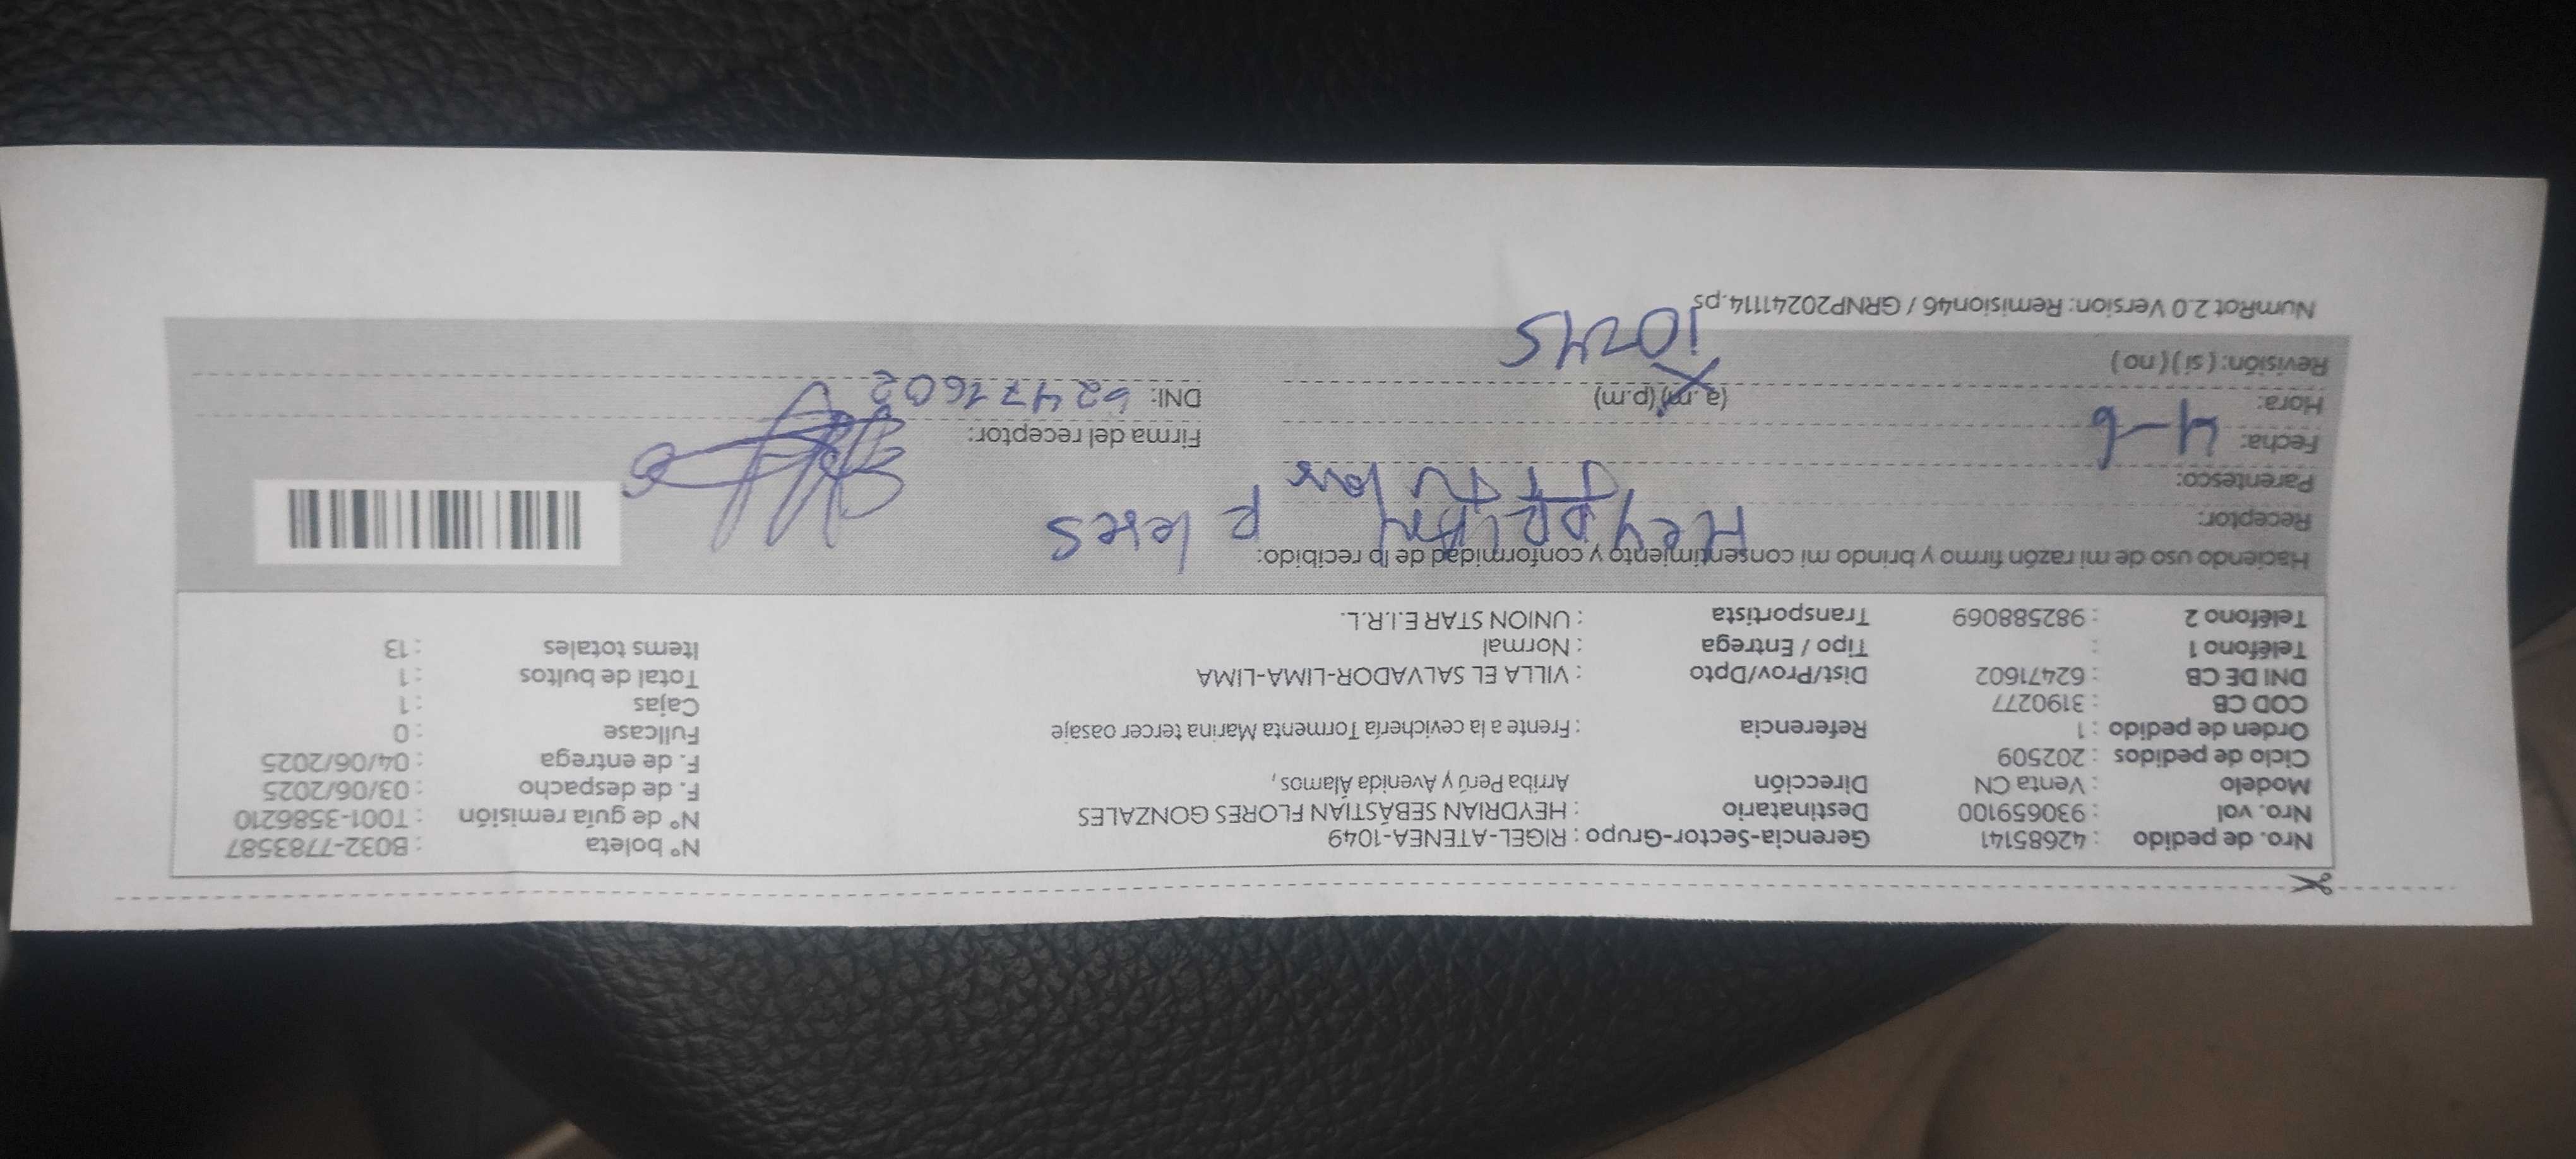 Nro. de pedido : 42685141 Gerencia-Sector-Grupo : RIGEL-ATENEA-1049 N° boleta : B032-7783587
Nro. vol : 930659100 Destinatario : HEYDRIAN SEBÁSTIAN FLORES GONZALES N° de guía remisión : T001-3586210
Modelo : Venta CN Dirección Arriba Perú y Avenida Álamos, F. de despacho : 03/06/2025
Ciclo de pedidos : 202509 F. de entrega : 04/06/2025
Orden de pedido : 1 Referencia : Frente a la cevichería Tormenta Marina tercer oasaje Fullcase : 0
COD CB : 3190277 Cajas : 1
DNI DE CB : 62471602 Dist/Prov/Dpto : VILLA EL SALVADOR-LIMA-LIMA Total de bultos : 1
Teléfono 1 : Tipo / Entrega : Normal Items totales : 13
Teléfono 2 : 982588069 Transportista : UNION STAR E.I.R.L.
Haciendo uso de mi razón firmo y brindo mi consentimiento y conformidad de lo recibido:
Receptor:
Parentesco:
Fecha: 4-6 Firma del receptor:
Hora: (a.m) (p.m) DNI: 62471602
Revisión: ( si ) ( no ) 10:45
NumRot 2.0 Version: Remision46 / GRNP20241114.ps